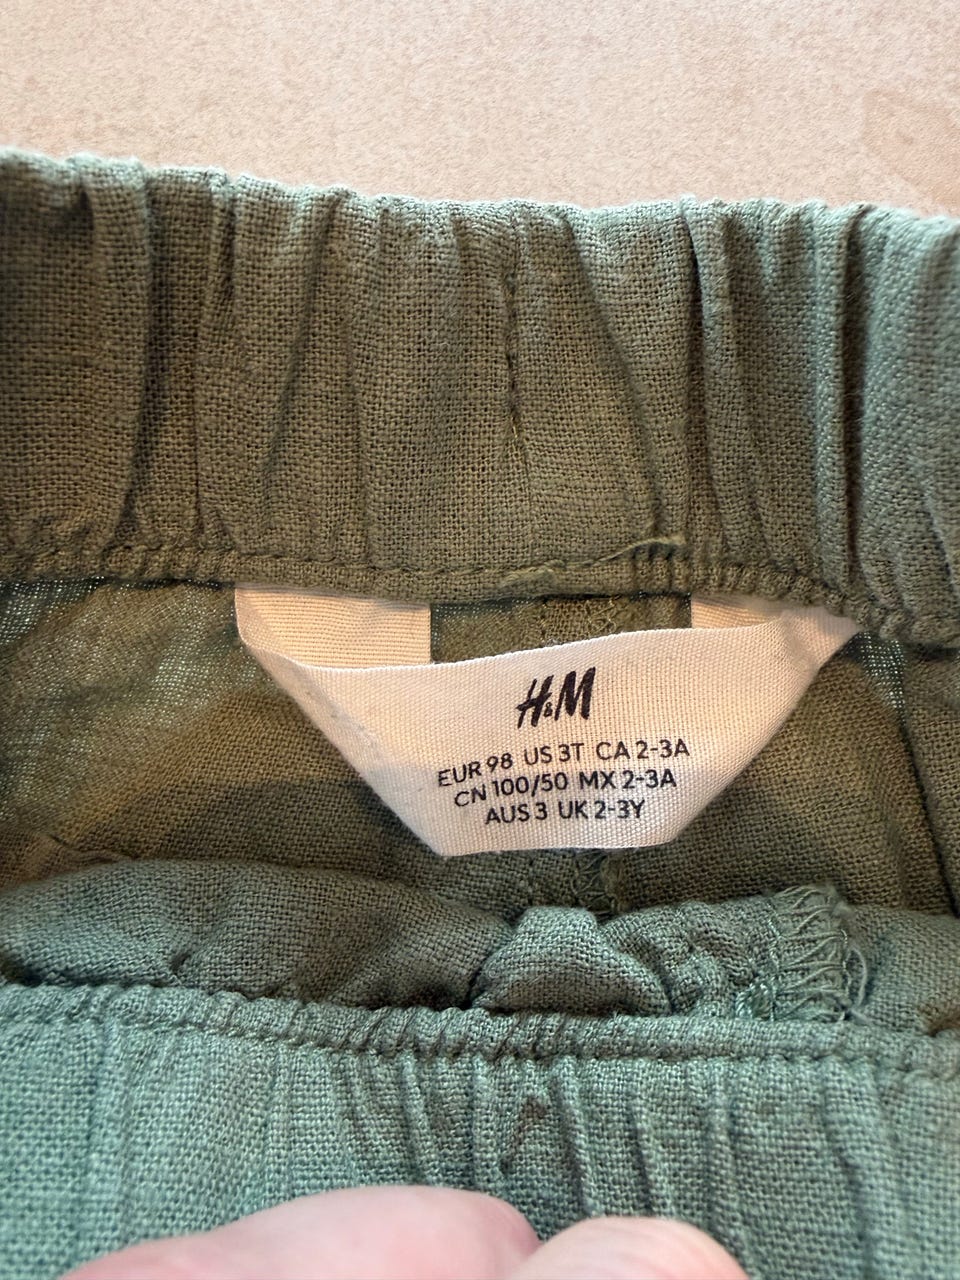 H&M
EUR 98 US 3T CA 2-3A
CN 100/50 MX 2-3A
AUS 3 UK 2-3Y